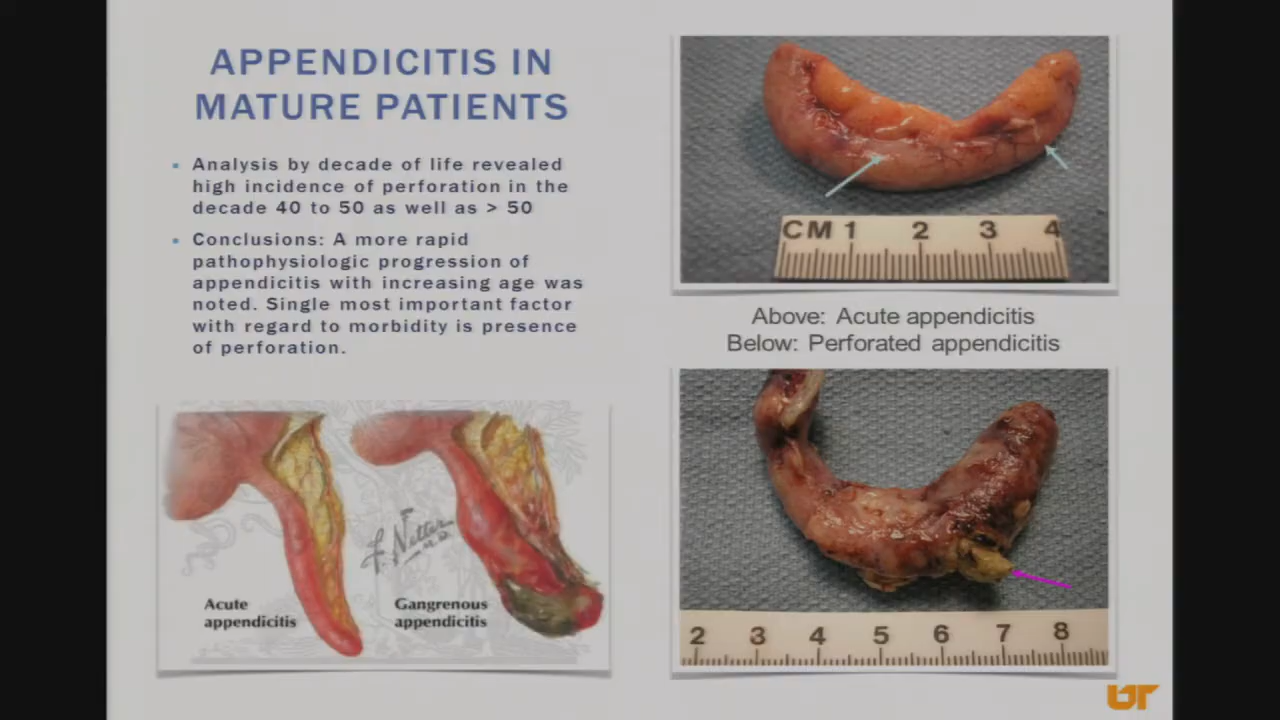 APPENDICITIS IN
MATURE PATIENTS
▪ Analysis by decade of life revealed
high incidence of perforation in the
decade 40 to 50 as well as > 50
▪ Conclusions: A more rapid
pathophysiologic progression of
appendicitis with increasing age was
noted. Single most important factor
with regard to morbidity is presence
of perforation.
Acute
appendicitis
F. Netter
M.D.
Gangrenous
appendicitis
CM 1 2 3 4
Above: Acute appendicitis
Below: Perforated appendicitis
2 3 4 5 6 7 8
UT